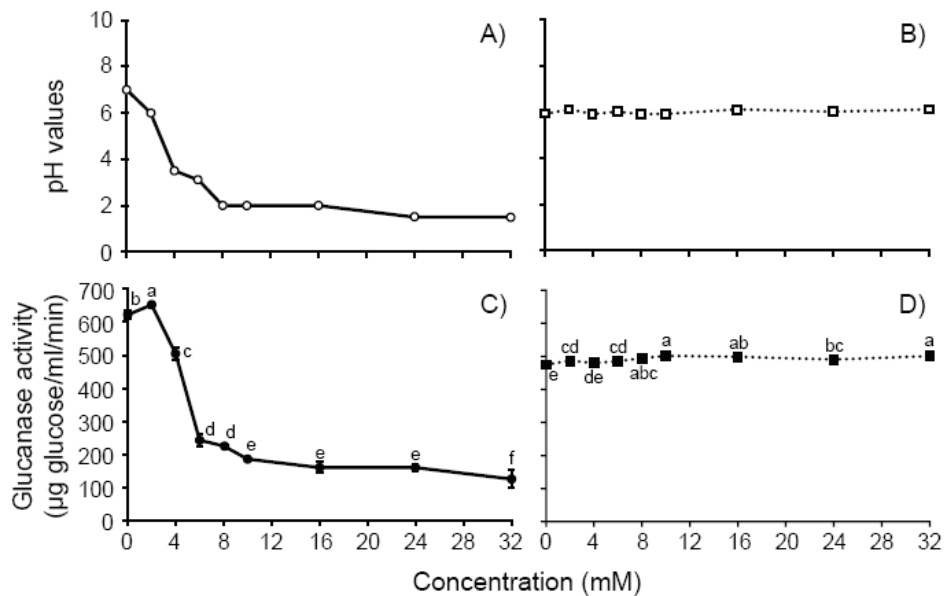 A)
B)
10
8
6
4
2
0
pH values
C)
D)
700
600
500
400
300
200
100
0
Glucanase activity
(µg glucose/ml/min)
b
a
c
d
d
e
e
e
f
e
cd
de
cd
abc
a
ab
bc
a
0 4 8 12 16 20 24 28 32
0 4 8 12 16 20 24 28 32
Concentration (mM)